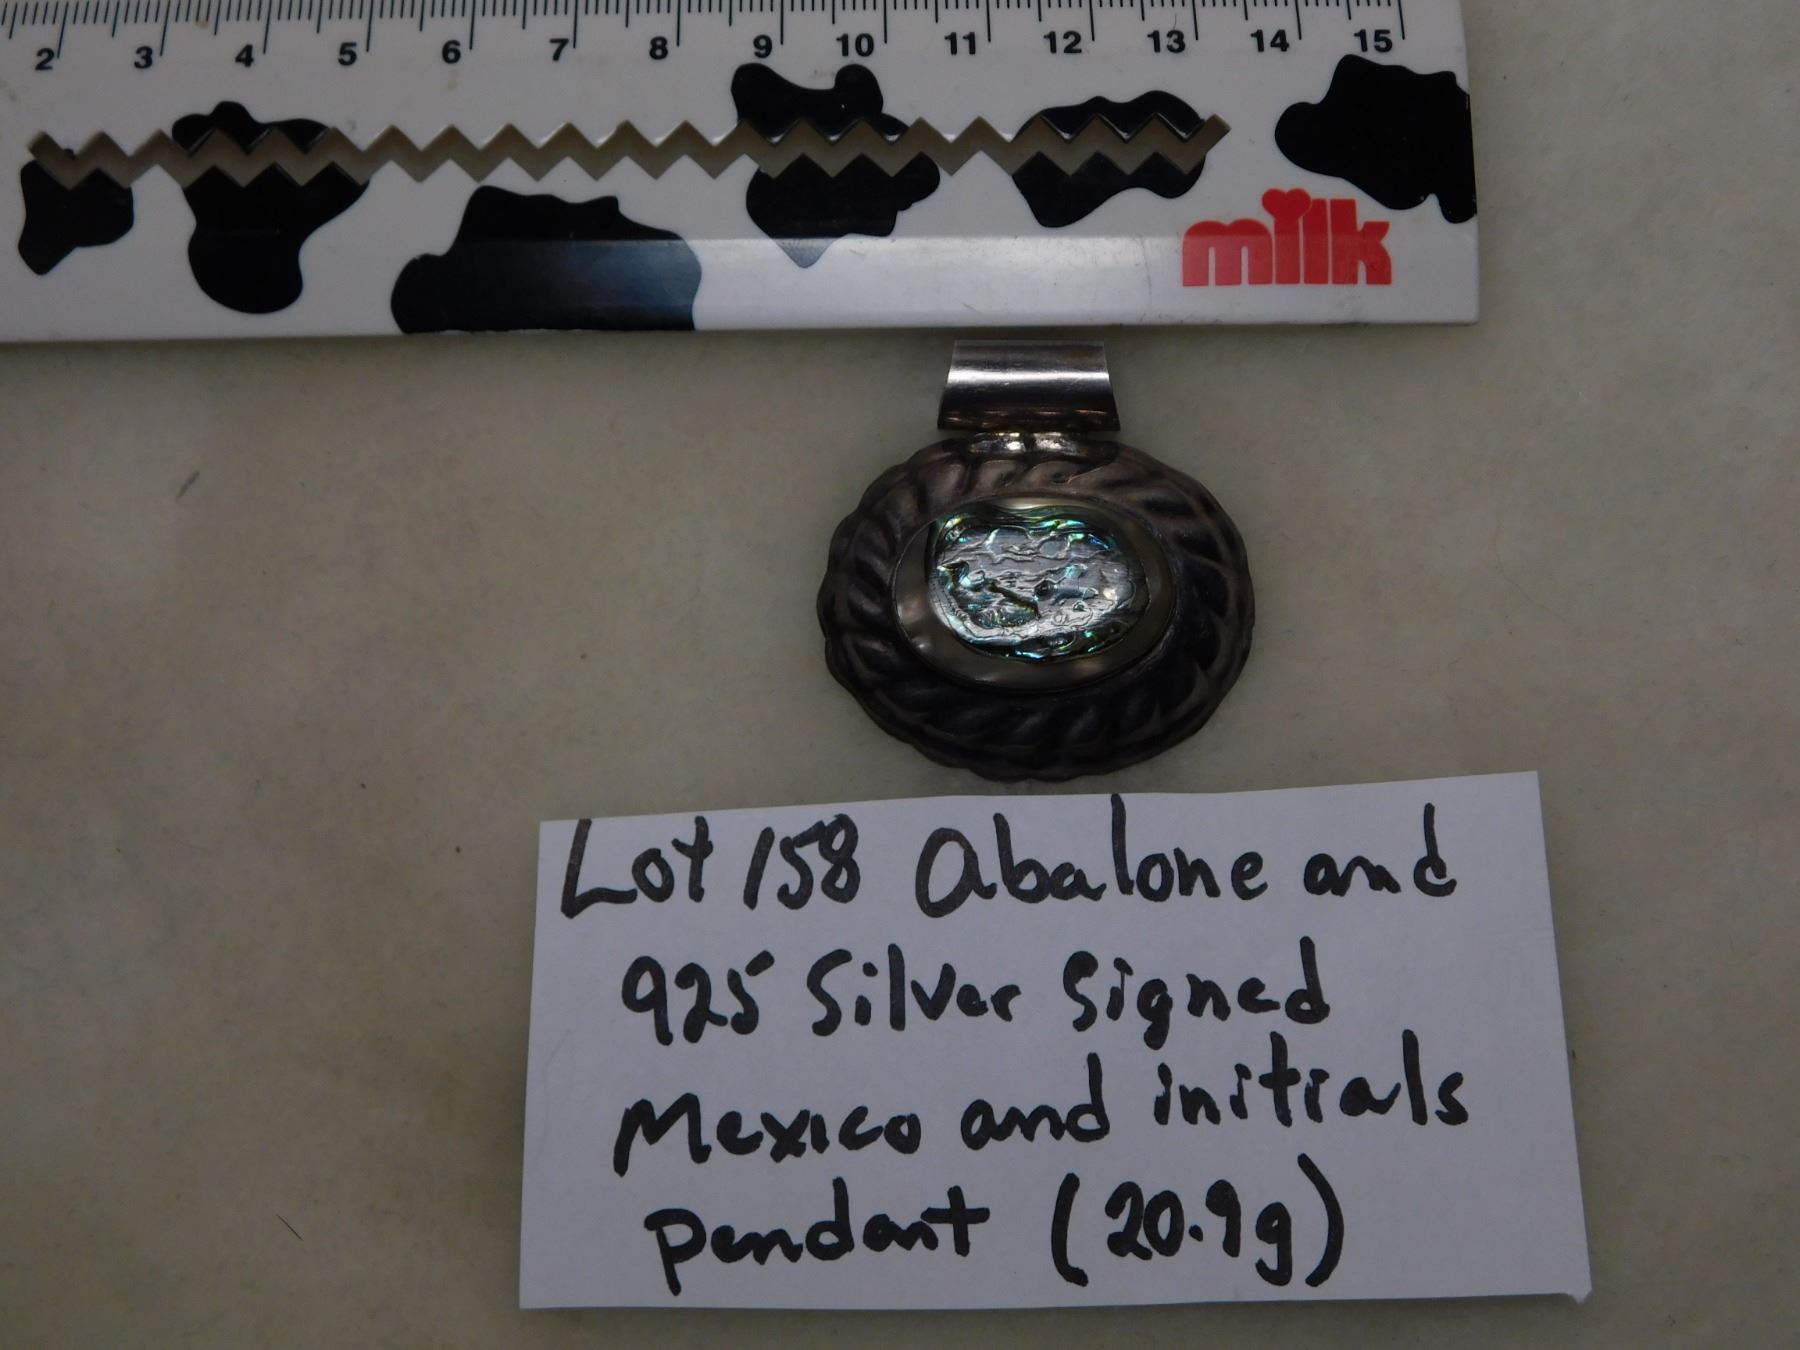 2 3 4 5 6 7 8 9 10 11 12 13 14 15
milk
Lot 158 Abalone and
925 Silver Signed
Mexico and initials
pendant (20.9g)